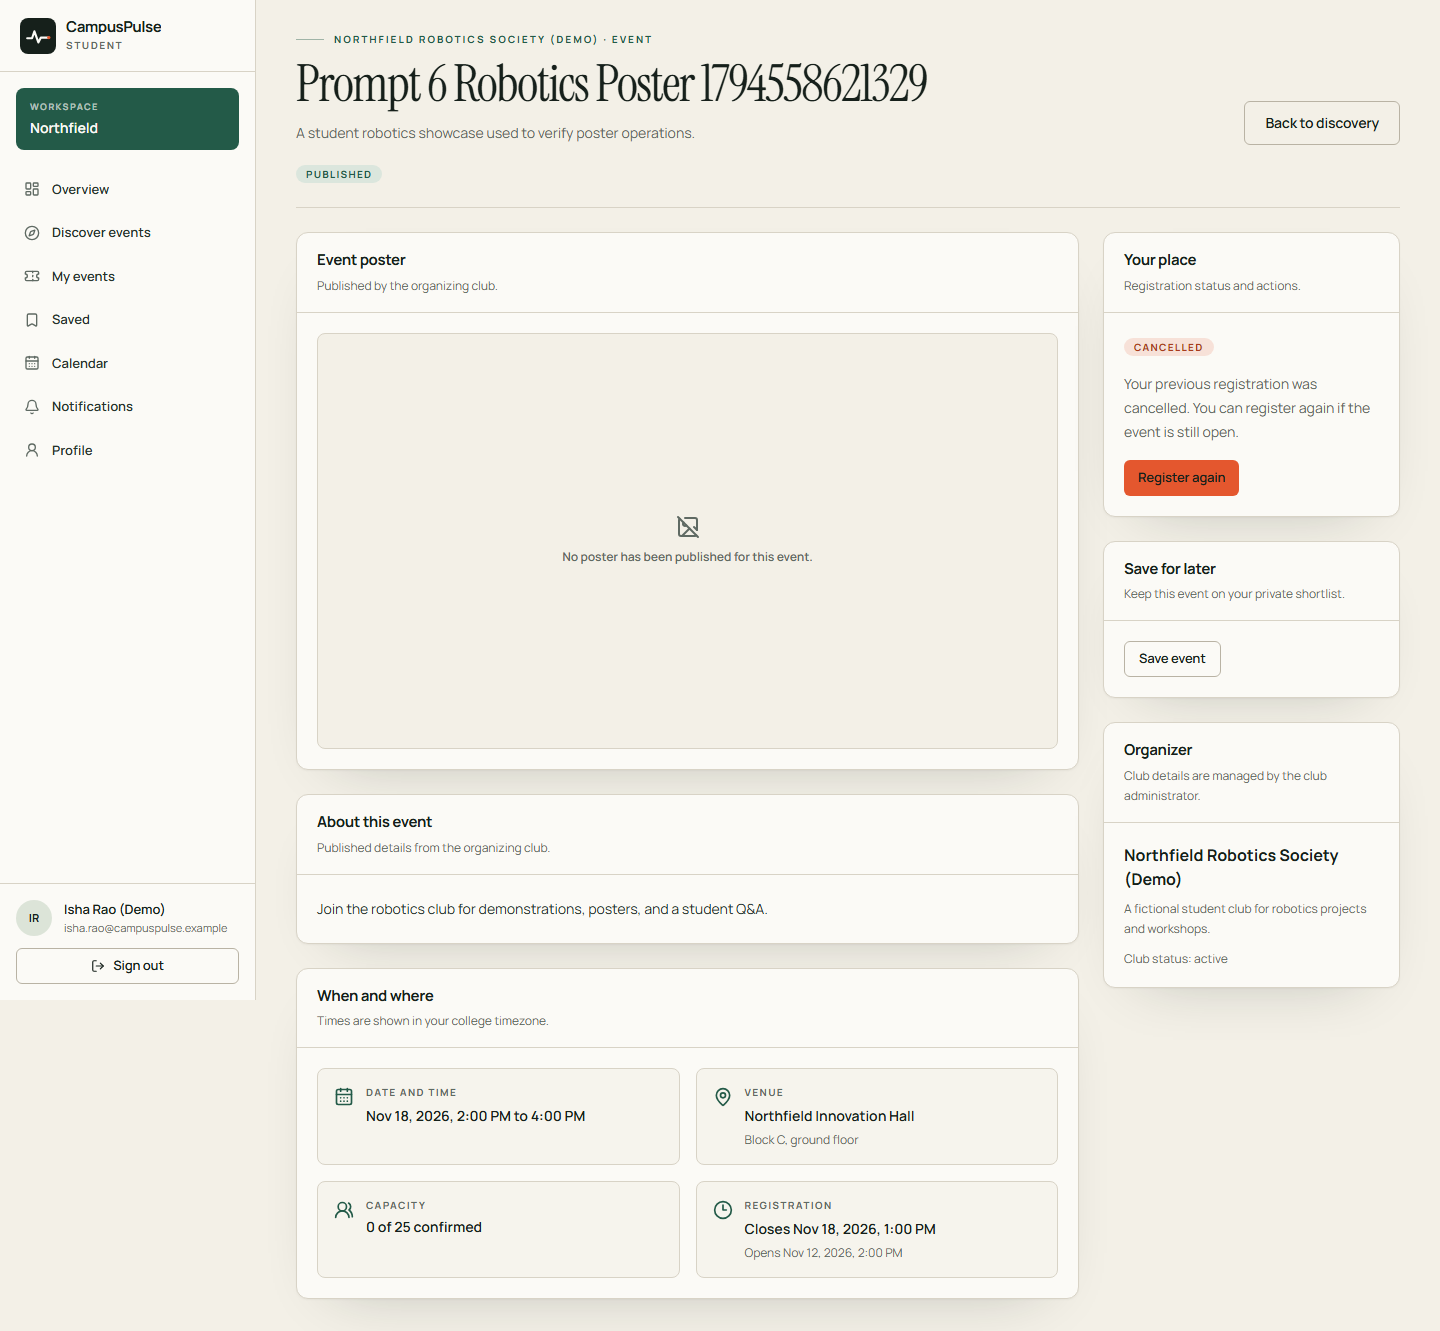 CampusPulse
STUDENT
WORKSPACE
Northfield
Overview
Discover events
My events
Saved
Calendar
Notifications
Profile
IR
Isha Rao (Demo)
isha.rao@campuspulse.example
Sign out
NORTHFIELD ROBOTICS SOCIETY (DEMO) · EVENT
Prompt 6 Robotics Poster 1794558621329
A student robotics showcase used to verify poster operations.
PUBLISHED
Back to discovery
Event poster
Published by the organizing club.
No poster has been published for this event.
About this event
Published details from the organizing club.
Join the robotics club for demonstrations, posters, and a student Q&A.
When and where
Times are shown in your college timezone.
DATE AND TIME
Nov 18, 2026, 2:00 PM to 4:00 PM
VENUE
Northfield Innovation Hall
Block C, ground floor
CAPACITY
0 of 25 confirmed
REGISTRATION
Closes Nov 18, 2026, 1:00 PM
Opens Nov 12, 2026, 2:00 PM
Your place
Registration status and actions.
CANCELLED
Your previous registration was
cancelled. You can register again if the
event is still open.
Register again
Save for later
Keep this event on your private shortlist.
Save event
Organizer
Club details are managed by the club
administrator.
Northfield Robotics Society
(Demo)
A fictional student club for robotics projects
and workshops.
Club status: active